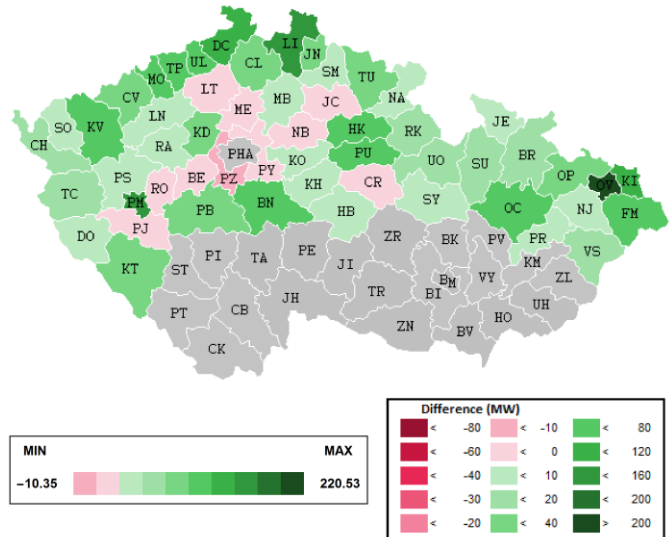 DC
LI
UL
JN
TP
MO
CL
SM
TU
CV
LT
MB
JC
NA
ME
SO
LN
KV
KD
NB
HK
RK
JE
CH
RA
PHA
KO
PU
UO
SU
BR
PS
RO
BE
PZ
PY
OP
OV
KI
TC
PM
KH
CR
SY
OC
NJ
FM
PJ
PB
BN
HB
DO
PR
VS
KT
ST
PI
TA
PE
JI
ZR
BK
PV
KM
ZL
PT
CB
JH
TR
BI
BM
VY
HO
UH
CK
ZN
BV
Difference (MW)
< -80 < -10 < 80
< -60 < 0 < 120
< -40 < 10 < 160
< -30 < 20 < 200
< -20 < 40 > 200
MIN MAX
−10.35 220.53